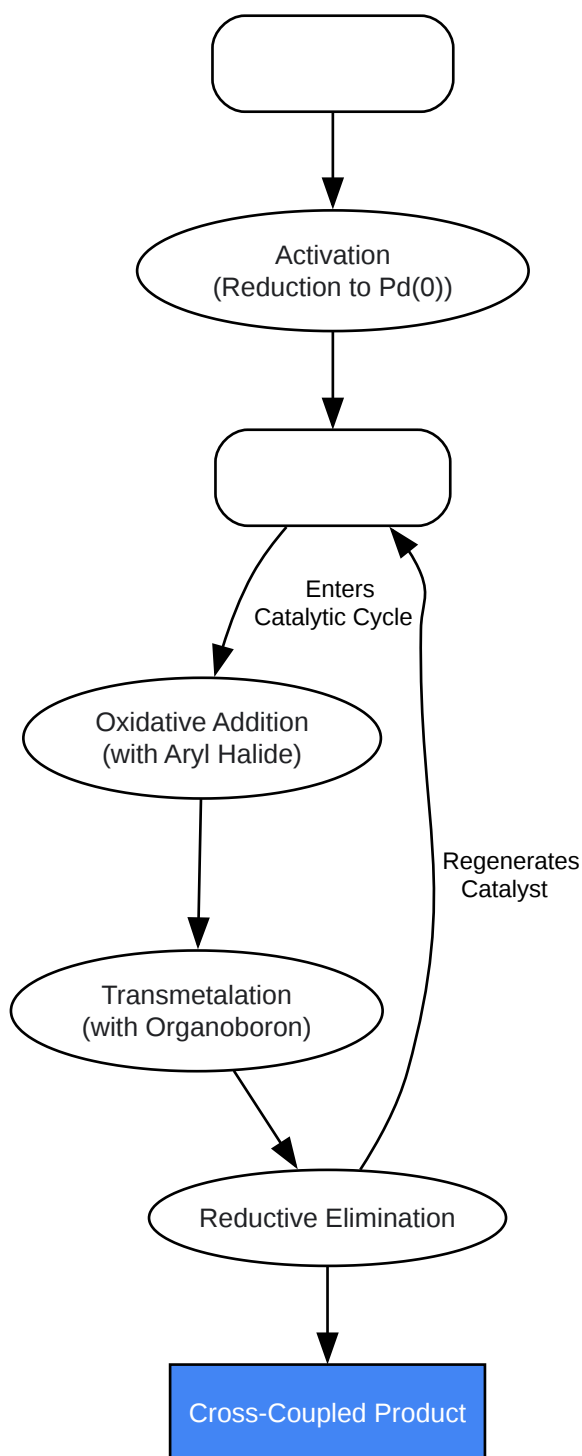 Activation
(Reduction to Pd(0))
Enters
Catalytic Cycle
Oxidative Addition
(with Aryl Halide)
Regenerates
Catalyst
Transmetalation
(with Organoboron)
Reductive Elimination
Cross-Coupled Product